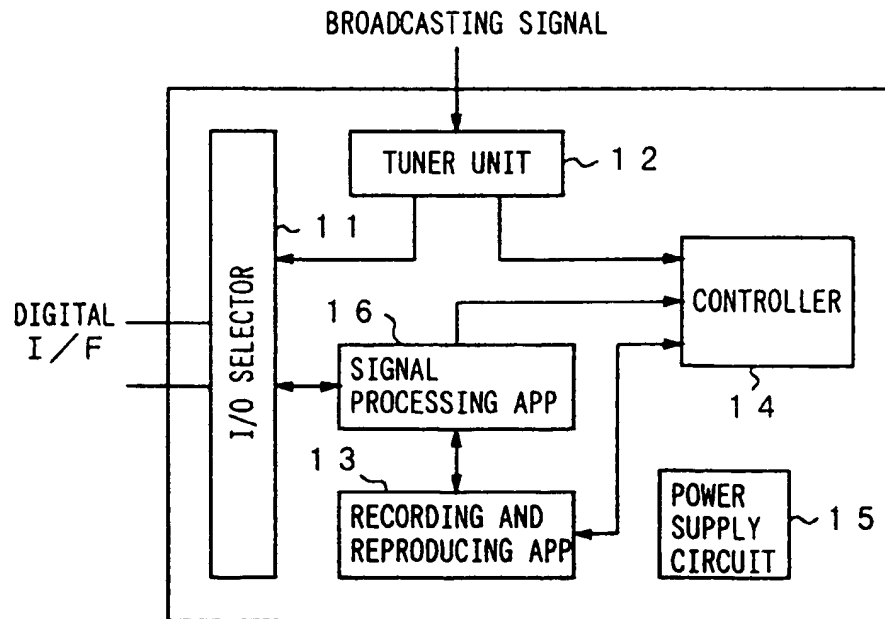 BROADCASTING SIGNAL
TUNER UNIT
12
11
CONTROLLER
14
DIGITAL
I/F
I/O SELECTOR
16
SIGNAL
PROCESSING APP
13
RECORDING AND
REPRODUCING APP
POWER
SUPPLY
CIRCUIT
15